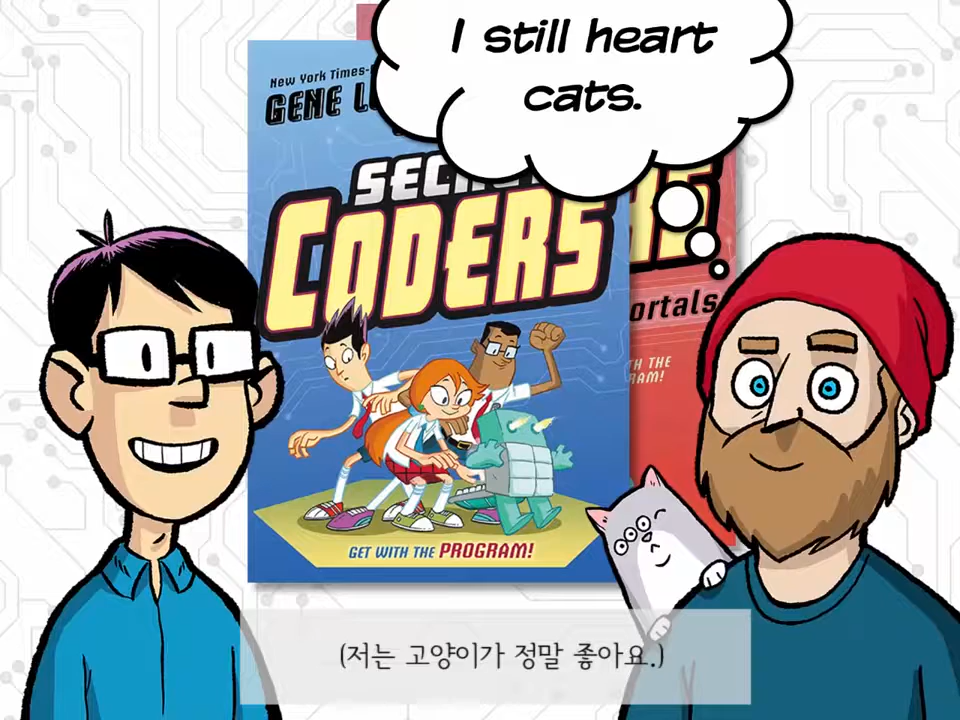 I still heart
cats.
New York Times-
GENE
SECR
CODERS
ortals
TH THE
RAM!
GET WITH THE PROGRAM!
(저는 고양이가 정말 좋아요.)